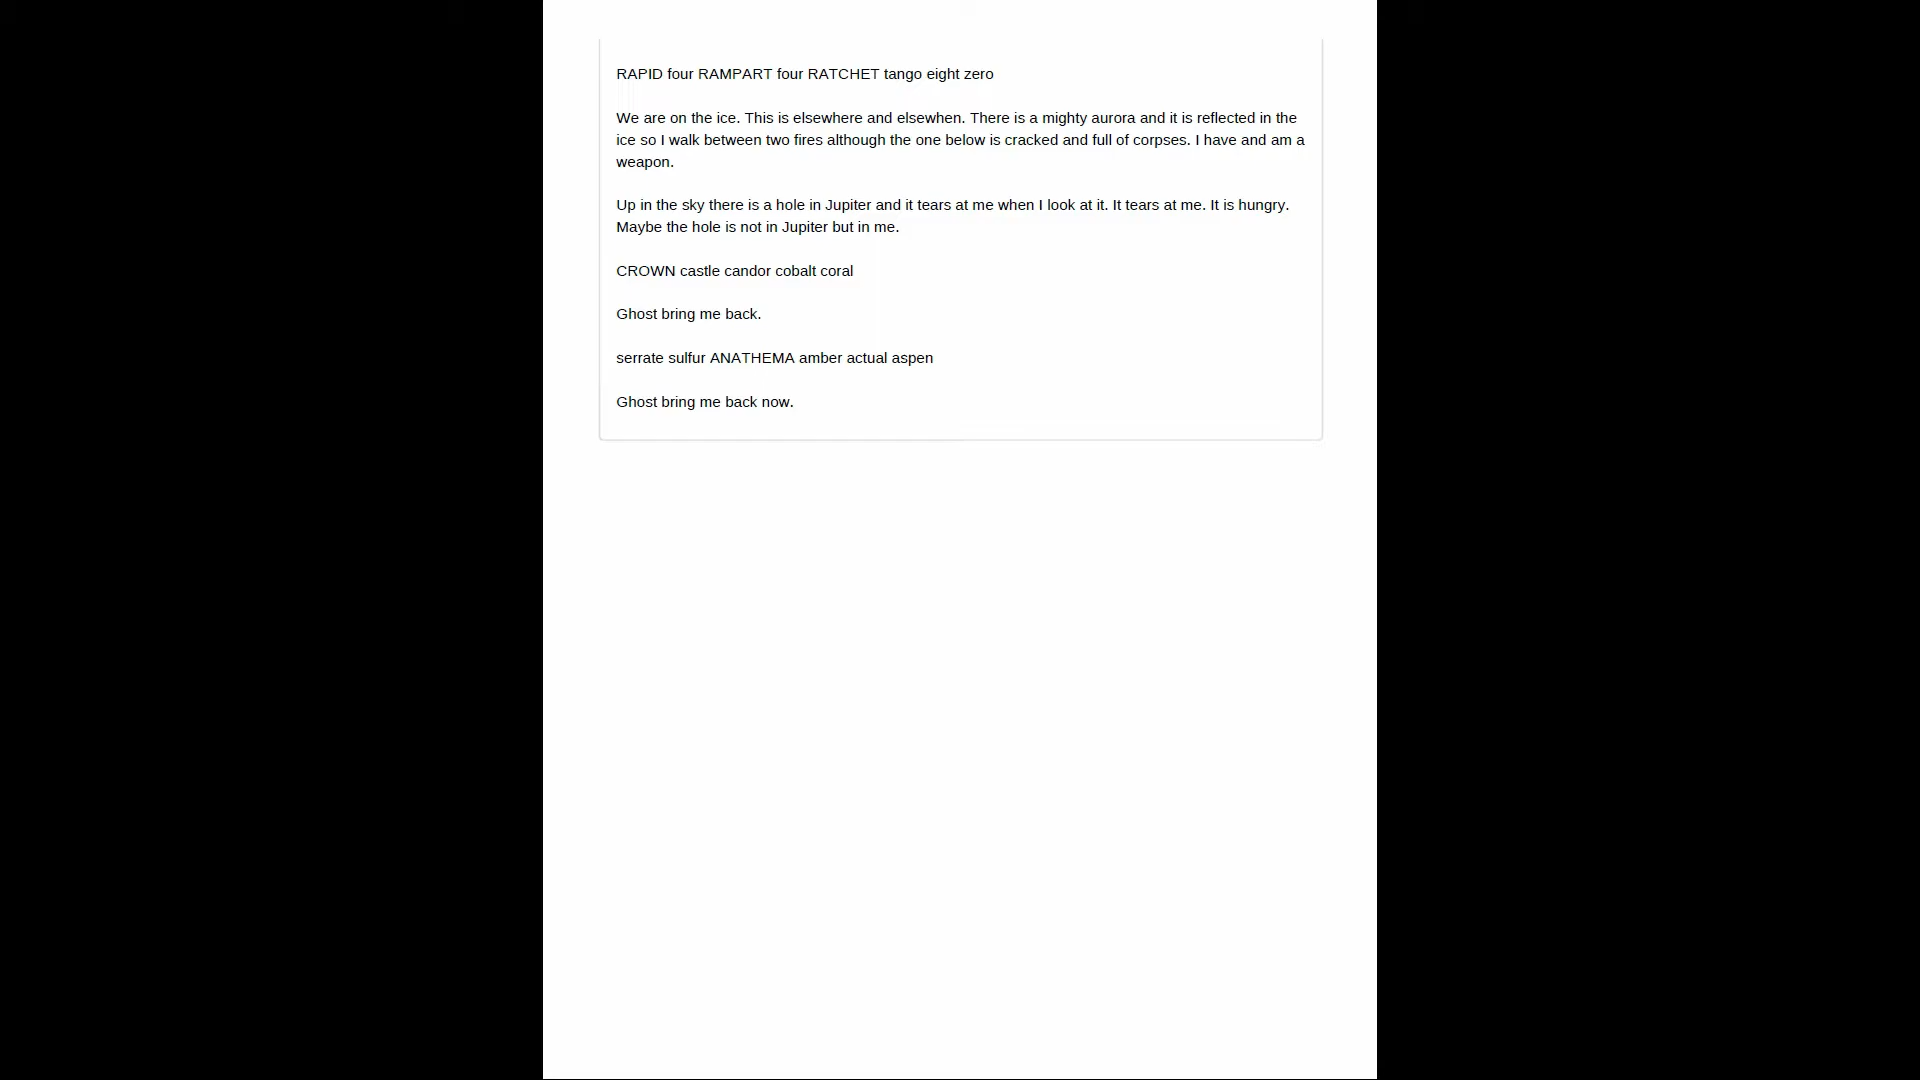 RAPID four RAMPART four RATCHET tango eight zero
We are on the ice. This is elsewhere and elsewhen. There is a mighty aurora and it is reflected in the
ice so I walk between two fires although the one below is cracked and full of corpses. I have and am a
weapon.
Up in the sky there is a hole in Jupiter and it tears at me when I look at it. It tears at me. It is hungry.
Maybe the hole is not in Jupiter but in me.
CROWN castle candor cobalt coral
Ghost bring me back.
serrate sulfur ANATHEMA amber actual aspen
Ghost bring me back now.